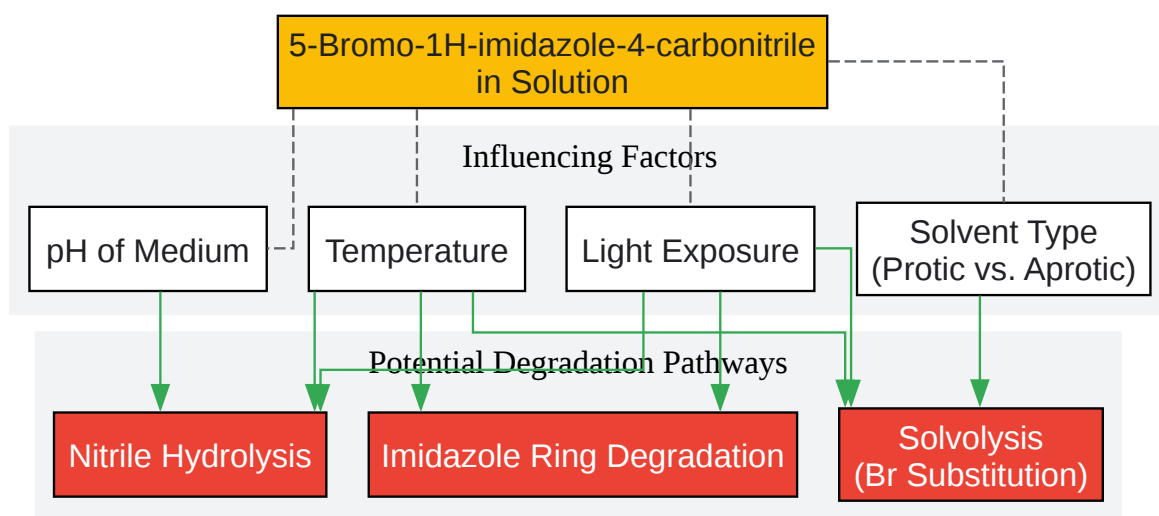 5-Bromo-1H-imidazole-4-carbonitrile
in Solution
Influencing Factors
pH of Medium
Temperature
Light Exposure
Solvent Type
(Protic vs. Aprotic)
Potential Degradation Pathways
Nitrile Hydrolysis
Imidazole Ring Degradation
Solvolysis
(Br Substitution)